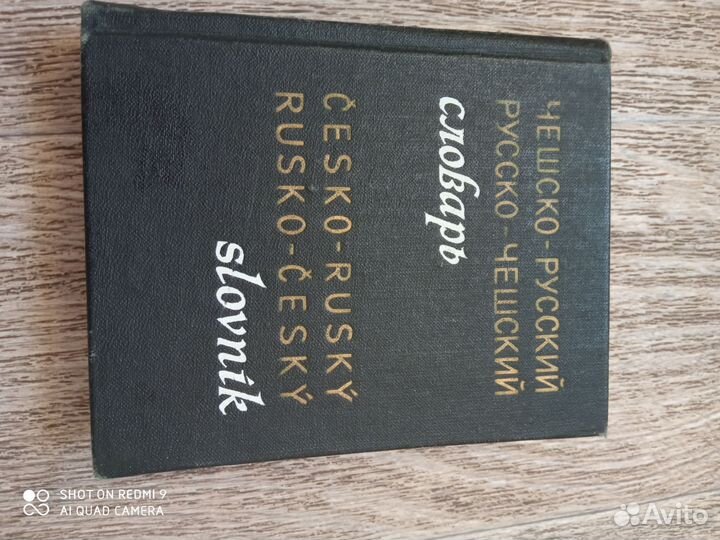 ЧЕШСКО-РУССКИЙ
РУССКО-ЧЕШСКИЙ
словарь
ČESKO-RUSKÝ
RUSKO-ČESKÝ
slovník
SHOT ON REDMI 9
AI QUAD CAMERA
Avito